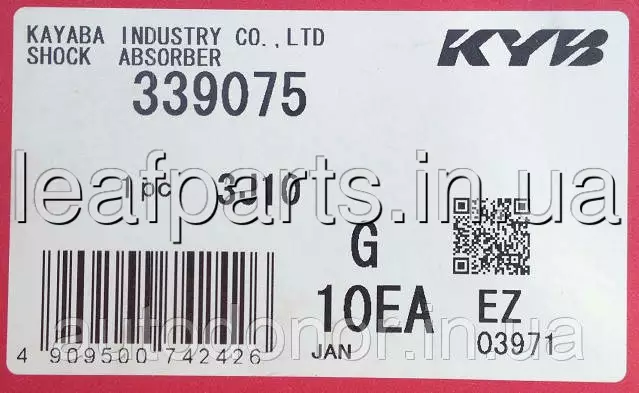 KAYABA INDUSTRY CO.,LTD
SHOCK ABSORBER
KYB
339075
1 pc 3J10
leafparts.in.ua
G
10EA EZ
JAN 03971
autodonor.in.ua
4 909500 742426